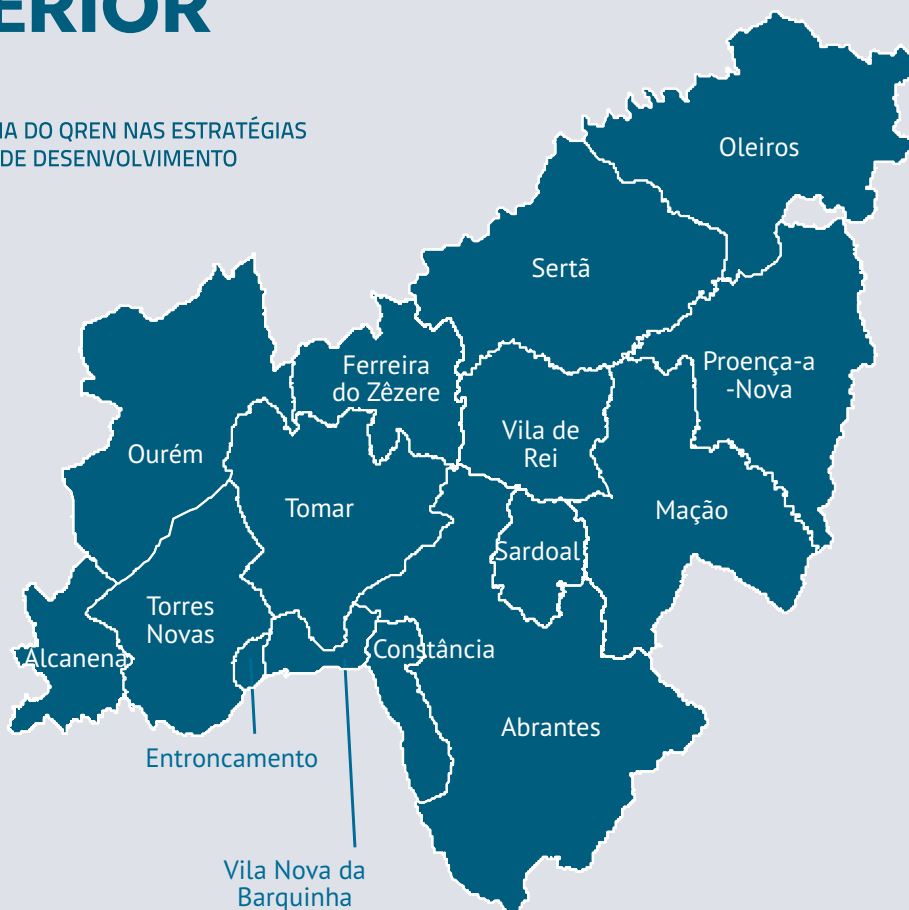 ERIOR
IA DO QREN NAS ESTRATÉGIAS
DE DESENVOLVIMENTO
Oleiros
Sertã
Ferreira
do Zêzere
Proença-a
-Nova
Vila de
Rei
Ourém
Tomar
Mação
Sardoal
Torres
Novas
Constância
Alcanena
Abrantes
Entroncamento
Vila Nova da
Barquinha